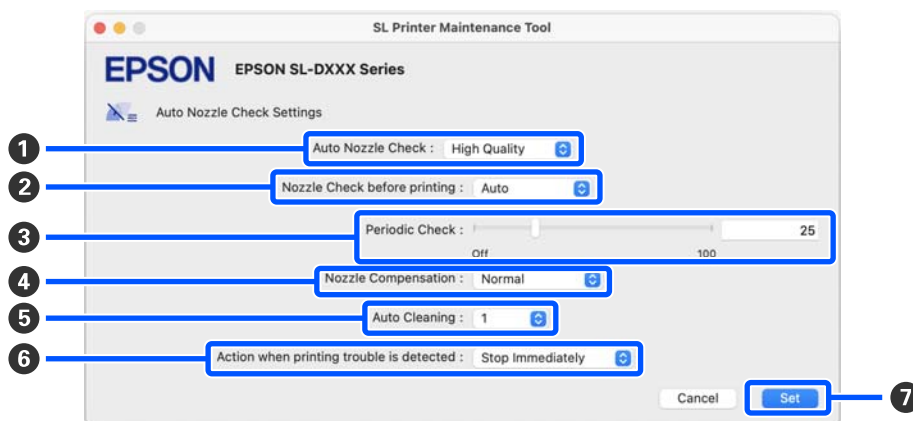 SL Printer Maintenance Tool
EPSON EPSON SL-DXXX Series
Auto Nozzle Check Settings
1 Auto Nozzle Check : High Quality
2 Nozzle Check before printing : Auto
3 Periodic Check : 25
Off 100
4 Nozzle Compensation : Normal
5 Auto Cleaning : 1
6 Action when printing trouble is detected : Stop Immediately
Cancel Set 7